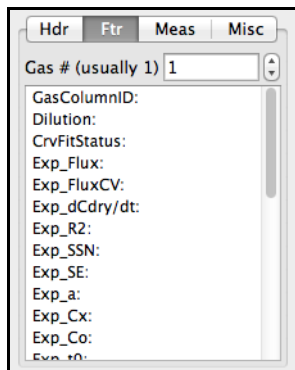 Hdr Ftr Meas Misc
Gas # (usually 1) 1
GasColumnID:
Dilution:
CrvFitStatus:
Exp_Flux:
Exp_FluxCV:
Exp_dCdry/dt:
Exp_R2:
Exp_SSN:
Exp_SE:
Exp_a:
Exp_Cx:
Exp_Co:
Exp_t0: